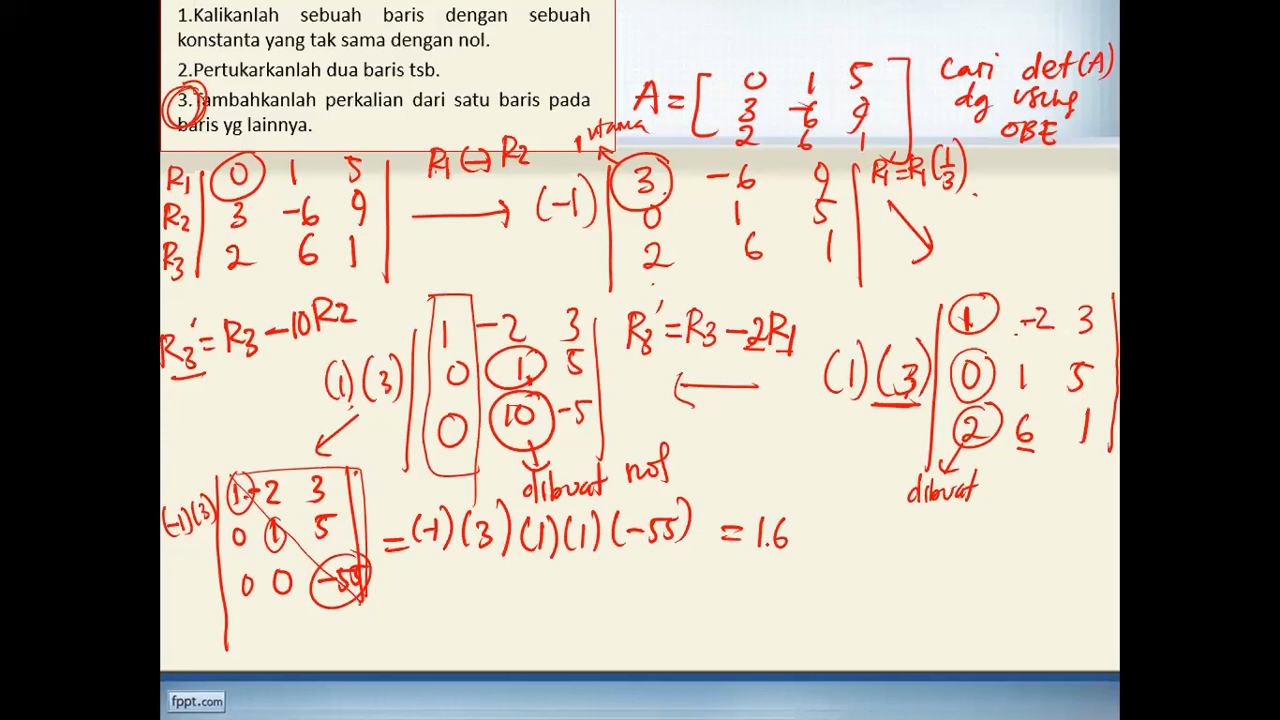 1.Kalikanlah sebuah baris dengan sebuah
konstanta yang tak sama dengan nol.
2.Pertukarkanlah dua baris tsb.
3.Tambahkanlah perkalian dari satu baris pada
baris yg lainnya.
A = [ 0 1 5
3 -6 9
2 6 1 ]
cari det(A)
dg using
OBE
R1 | 0 1 5 |
R2 | 3 -6 9 |
R3 | 2 6 1 |
R1 ↔ R2
1 utama
(-1) | 3 -6 9 |
| 0 1 5 |
| 2 6 1 |
R1' = R1(1/3)
(1)(3) | 1 -2 3 |
| 0 1 5 |
| 2 6 1 |
dibuat
R3' = R3 - 2R1
(1)(3) | 1 -2 3 |
| 0 1 5 |
| 0 10 -5 |
dibuat nol
R3' = R3 - 10R2
(-1)(3) | 1 -2 3 |
| 0 1 5 |
| 0 0 -55 |
= (-1)(3)(1)(1)(-55) = 1.6
fppt.com